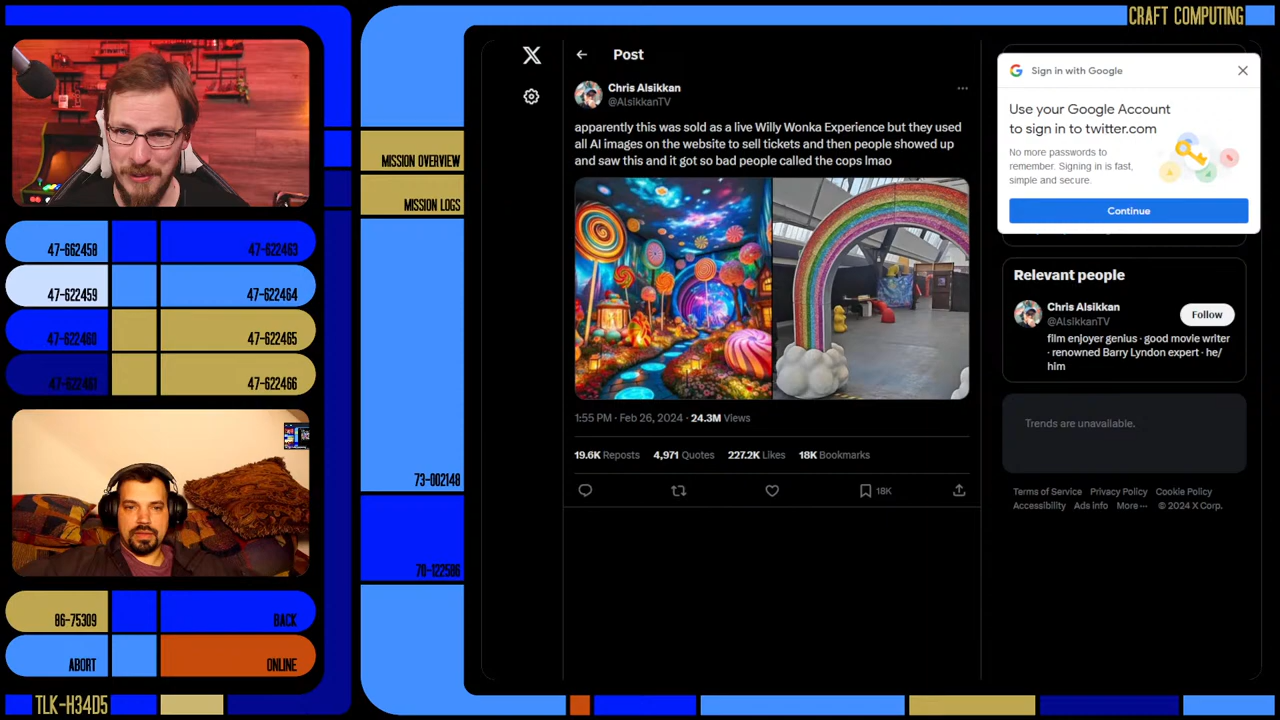 CRAFT COMPUTING
MISSION OVERVIEW
MISSION LOGS
47-662458
47-622463
47-622459
47-622464
47-622460
47-622465
47-622466
73-002148
70-122586
86-75309
BACK
ABORT
ONLINE
TLK-H34D5
Post
Chris Alsikkan
@AlsikkanTV
apparently this was sold as a live Willy Wonka Experience but they used
all AI images on the website to sell tickets and then people showed up
and saw this and it got so bad people called the cops lmao
1:55 PM · Feb 26, 2024 · 24.3M Views
19.6K Reposts 4,971 Quotes 227.2K Likes 18K Bookmarks
18K
Sign in with Google
Use your Google Account
to sign in to twitter.com
No more passwords to
remember. Signing in is fast,
simple and secure.
Continue
Relevant people
Chris Alsikkan
@AlsikkanTV
Follow
film enjoyer genius · good movie writer
· renowned Barry Lyndon expert · he/
him
Trends are unavailable.
Terms of Service Privacy Policy Cookie Policy
Accessibility Ads info More ··· © 2024 X Corp.